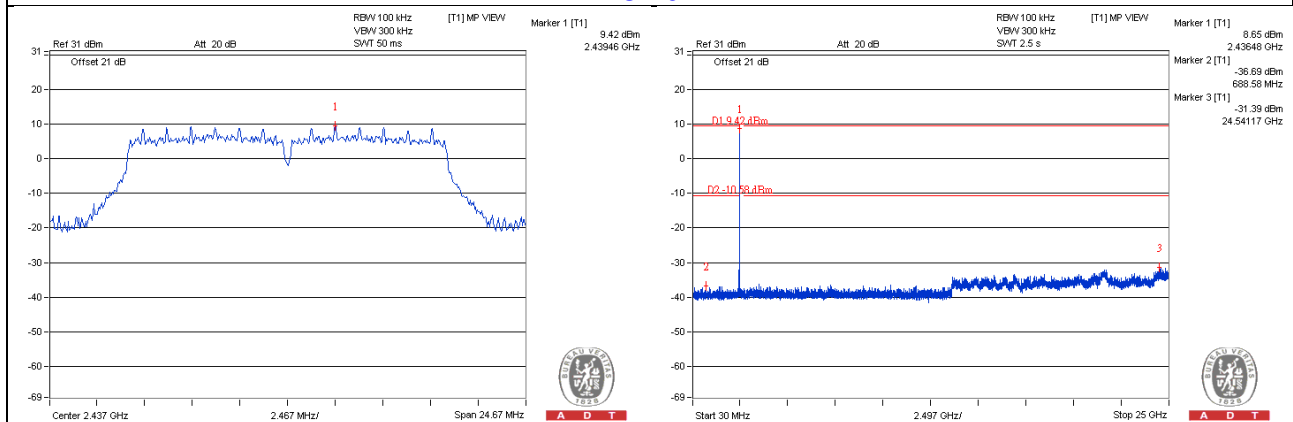 RBW 100 kHz [T1] MP VIEW
VBW 300 kHz
Ref 31 dBm Att 20 dB SWT 50 ms
Marker 1 [T1]
9.42 dBm
2.43946 GHz
31
Offset 21 dB
20
10
0
-10
-20
-30
-40
-50
-60
-69
1
Center 2.437 GHz 2.467 MHz/ Span 24.67 MHz
BUREAU VERITAS
1828
A D T
RBW 100 kHz [T1] MP VIEW
VBW 300 kHz
Ref 31 dBm Att 20 dB SWT 2.5 s
Marker 1 [T1]
8.65 dBm
2.43648 GHz
Marker 2 [T1]
-36.69 dBm
688.58 MHz
Marker 3 [T1]
-31.39 dBm
24.54117 GHz
31
Offset 21 dB
20
10
0
-10
-20
-30
-40
-50
-60
-69
1
D1 9.42 dBm
D2 -10.58 dBm
2
3
Start 30 MHz 2.497 GHz/ Stop 25 GHz
BUREAU VERITAS
1828
A D T